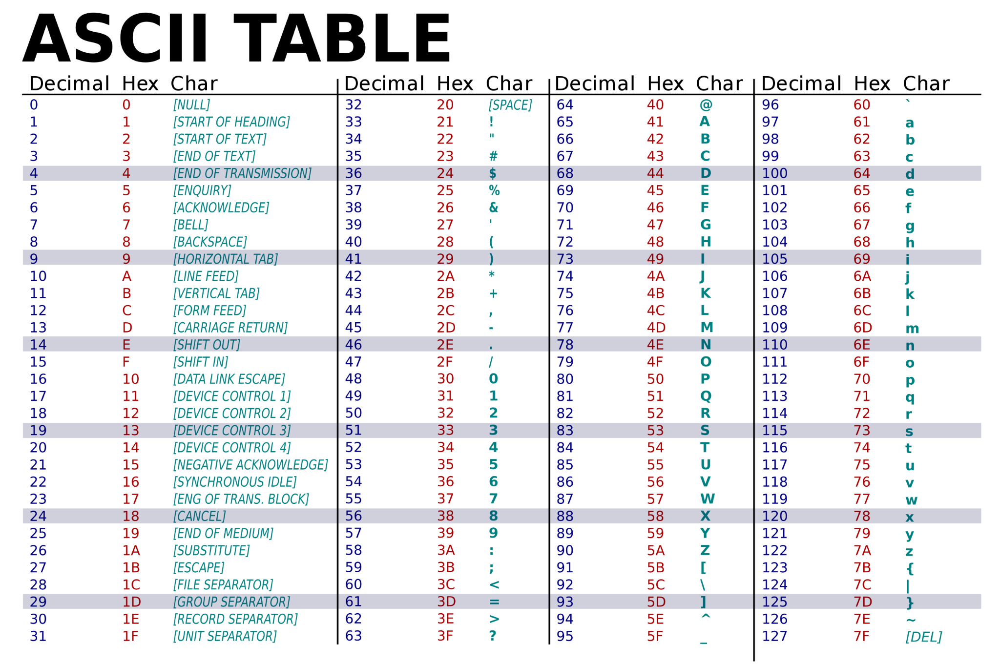 ASCII TABLE
Decimal Hex Char Decimal Hex Char Decimal Hex Char Decimal Hex Char
0 0 [NULL] 32 20 [SPACE] 64 40 @ 96 60 `
1 1 [START OF HEADING] 33 21 ! 65 41 A 97 61 a
2 2 [START OF TEXT] 34 22 " 66 42 B 98 62 b
3 3 [END OF TEXT] 35 23 # 67 43 C 99 63 c
4 4 [END OF TRANSMISSION] 36 24 $ 68 44 D 100 64 d
5 5 [ENQUIRY] 37 25 % 69 45 E 101 65 e
6 6 [ACKNOWLEDGE] 38 26 & 70 46 F 102 66 f
7 7 [BELL] 39 27 ' 71 47 G 103 67 g
8 8 [BACKSPACE] 40 28 ( 72 48 H 104 68 h
9 9 [HORIZONTAL TAB] 41 29 ) 73 49 I 105 69 i
10 A [LINE FEED] 42 2A * 74 4A J 106 6A j
11 B [VERTICAL TAB] 43 2B + 75 4B K 107 6B k
12 C [FORM FEED] 44 2C , 76 4C L 108 6C l
13 D [CARRIAGE RETURN] 45 2D - 77 4D M 109 6D m
14 E [SHIFT OUT] 46 2E . 78 4E N 110 6E n
15 F [SHIFT IN] 47 2F / 79 4F O 111 6F o
16 10 [DATA LINK ESCAPE] 48 30 0 80 50 P 112 70 p
17 11 [DEVICE CONTROL 1] 49 31 1 81 51 Q 113 71 q
18 12 [DEVICE CONTROL 2] 50 32 2 82 52 R 114 72 r
19 13 [DEVICE CONTROL 3] 51 33 3 83 53 S 115 73 s
20 14 [DEVICE CONTROL 4] 52 34 4 84 54 T 116 74 t
21 15 [NEGATIVE ACKNOWLEDGE] 53 35 5 85 55 U 117 75 u
22 16 [SYNCHRONOUS IDLE] 54 36 6 86 56 V 118 76 v
23 17 [ENG OF TRANS. BLOCK] 55 37 7 87 57 W 119 77 w
24 18 [CANCEL] 56 38 8 88 58 X 120 78 x
25 19 [END OF MEDIUM] 57 39 9 89 59 Y 121 79 y
26 1A [SUBSTITUTE] 58 3A : 90 5A Z 122 7A z
27 1B [ESCAPE] 59 3B ; 91 5B [ 123 7B {
28 1C [FILE SEPARATOR] 60 3C < 92 5C \ 124 7C |
29 1D [GROUP SEPARATOR] 61 3D = 93 5D ] 125 7D }
30 1E [RECORD SEPARATOR] 62 3E > 94 5E ^ 126 7E ~
31 1F [UNIT SEPARATOR] 63 3F ? 95 5F _ 127 7F [DEL]